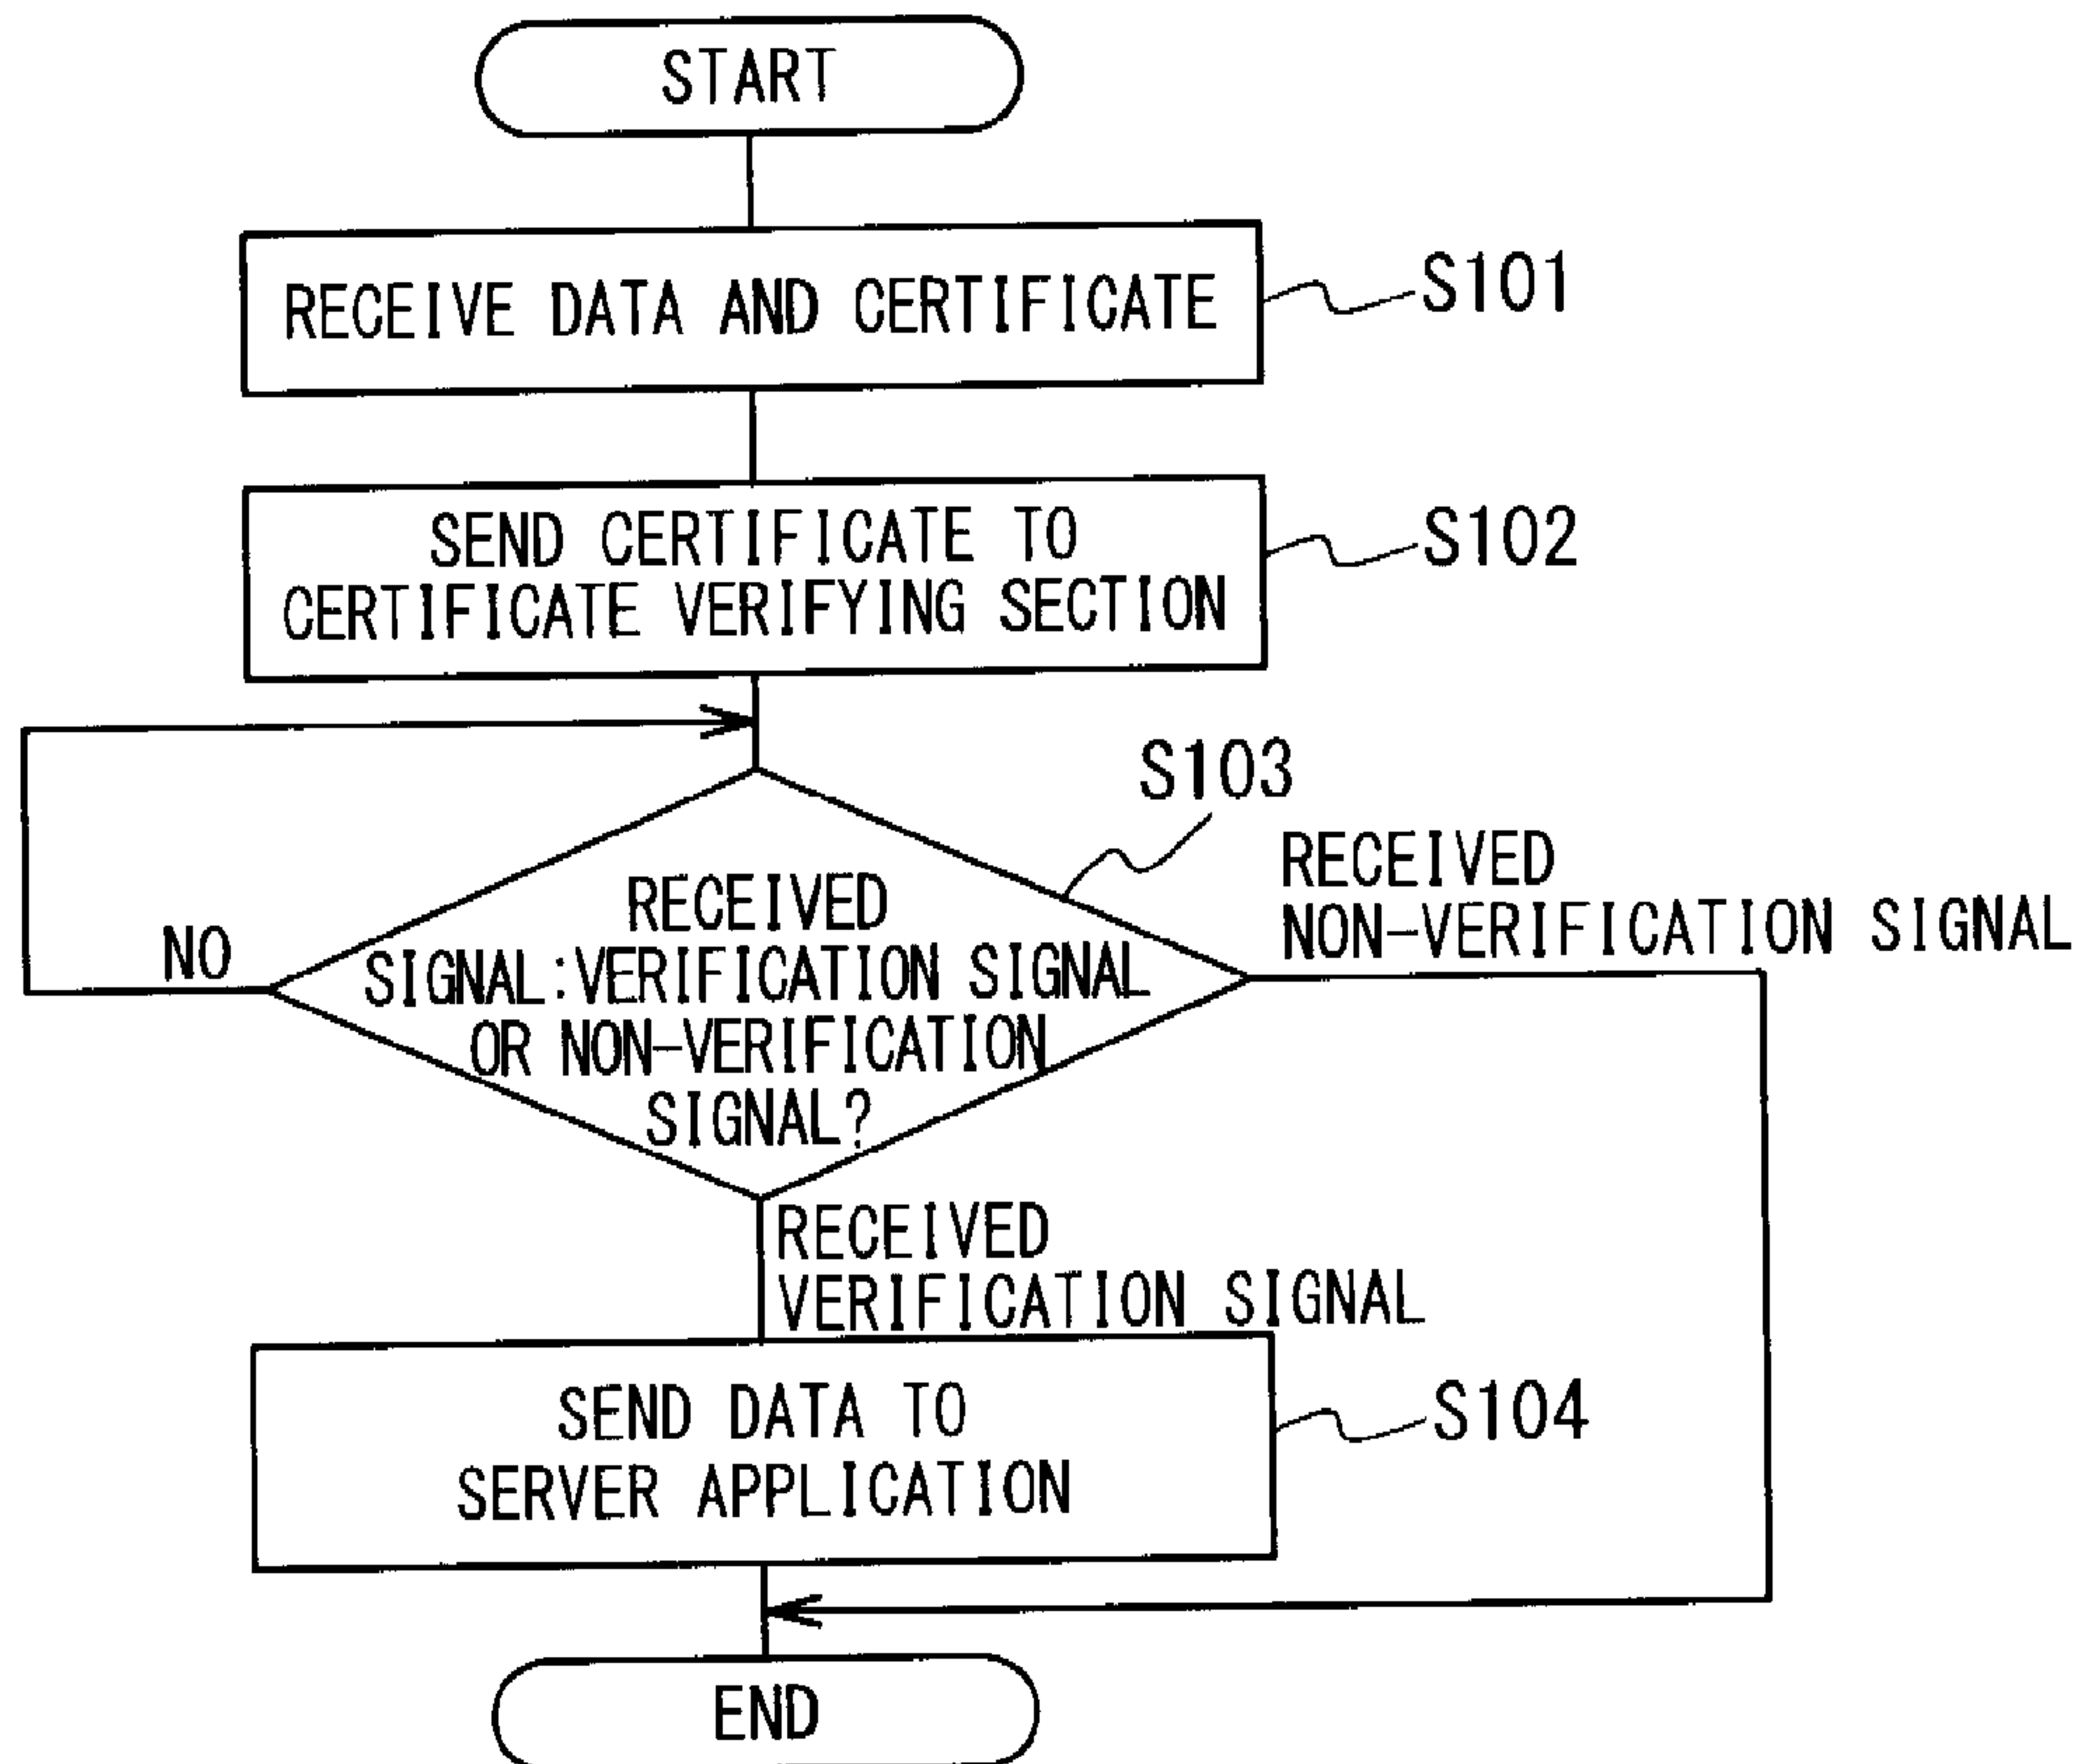 START
RECEIVE DATA AND CERTIFICATE
S101
SEND CERTIFICATE TO
CERTIFICATE VERIFYING SECTION
S102
S103
RECEIVED
SIGNAL:VERIFICATION SIGNAL
OR NON-VERIFICATION
SIGNAL?
NO
RECEIVED
NON-VERIFICATION SIGNAL
RECEIVED
VERIFICATION SIGNAL
SEND DATA TO
SERVER APPLICATION
S104
END